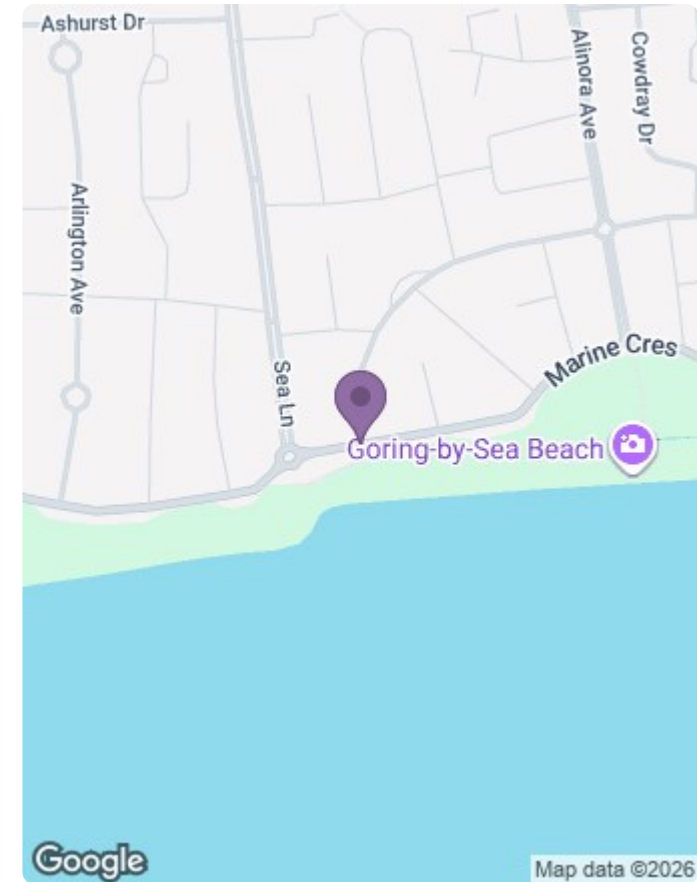 Ashurst Dr
Alinora Ave
Cowdray Dr
Arlington Ave
Sea Ln
Marine Cres
Goring-by-Sea Beach
Google
Map data ©2026